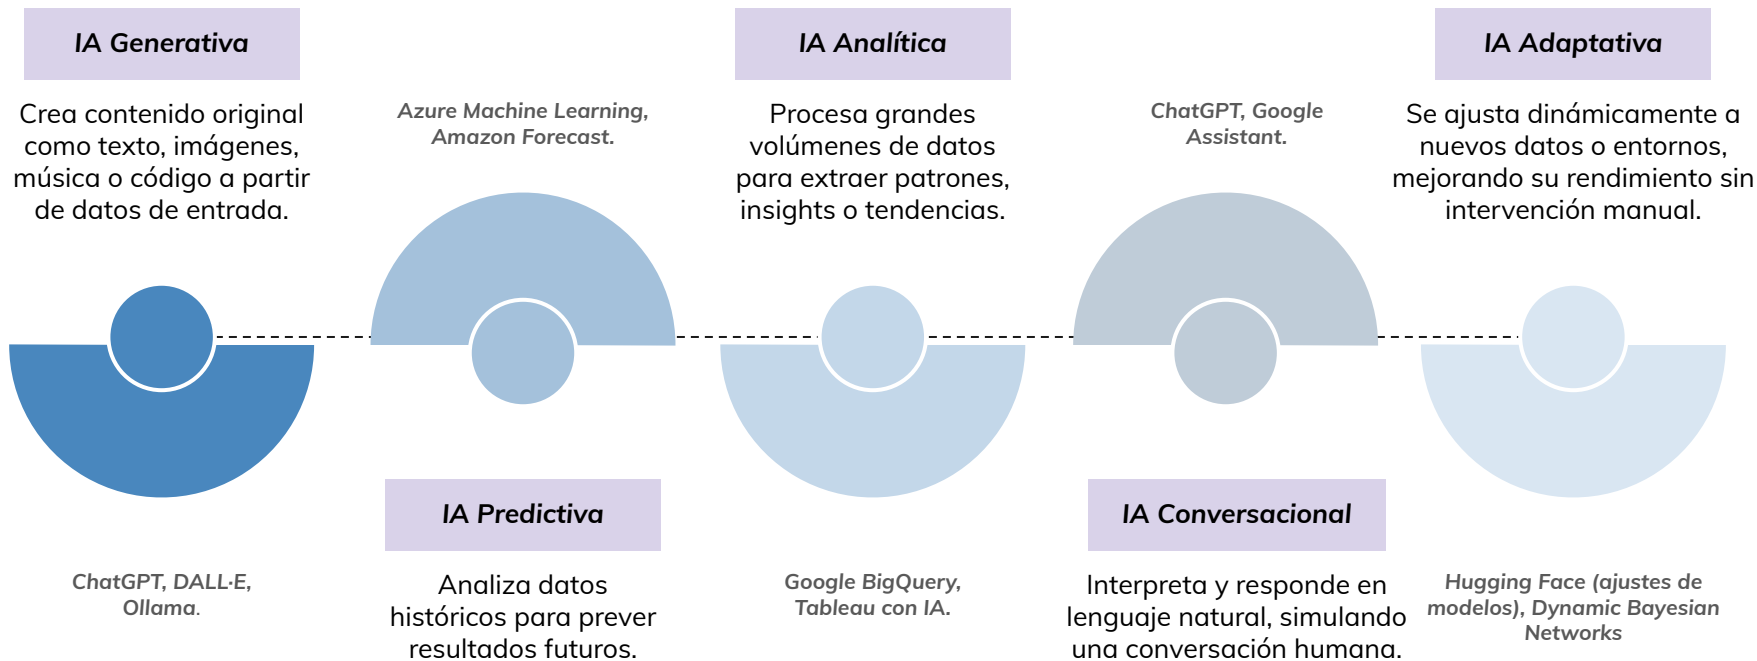 IA Generativa
Crea contenido original
como texto, imágenes,
música o código a partir
de datos de entrada.
ChatGPT, DALL·E,
Ollama.
Azure Machine Learning,
Amazon Forecast.
IA Predictiva
Analiza datos
históricos para prever
resultados futuros.
IA Analítica
Procesa grandes
volúmenes de datos
para extraer patrones,
insights o tendencias.
Google BigQuery,
Tableau con IA.
ChatGPT, Google
Assistant.
IA Conversacional
Interpreta y responde en
lenguaje natural, simulando
una conversación humana.
IA Adaptativa
Se ajusta dinámicamente a
nuevos datos o entornos,
mejorando su rendimiento sin
intervención manual.
Hugging Face (ajustes de
modelos), Dynamic Bayesian
Networks